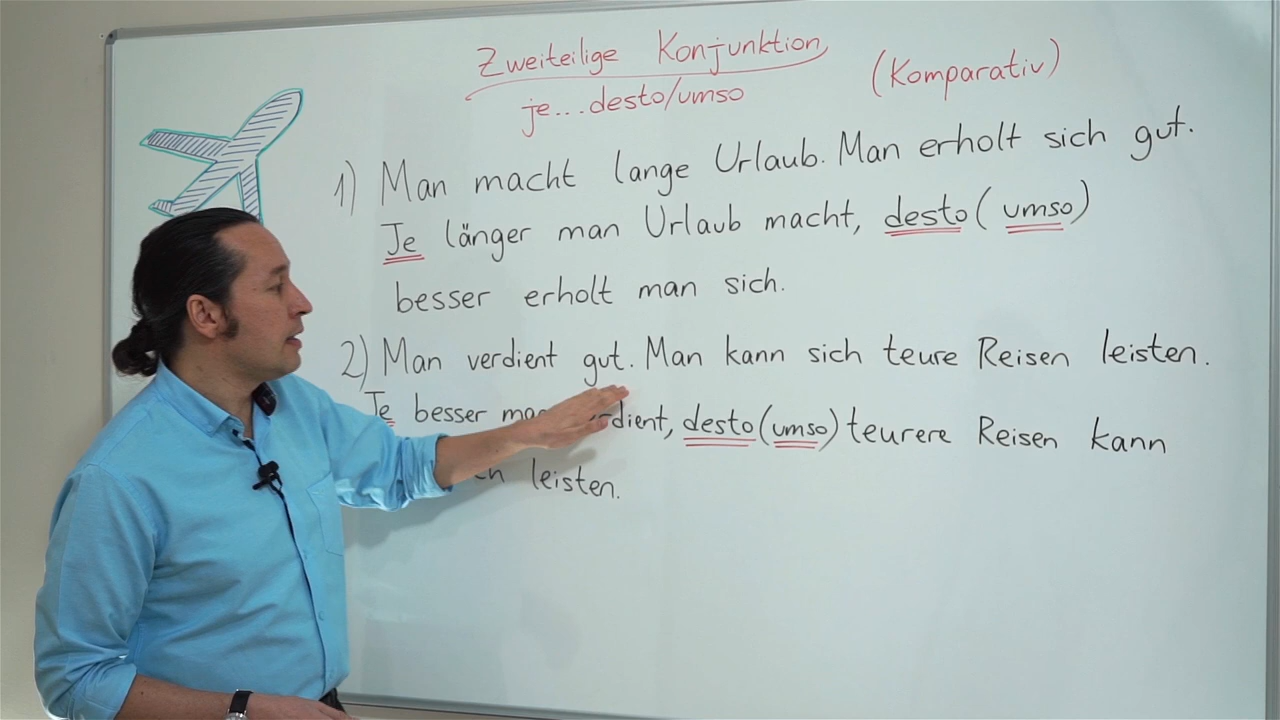 Zweiteilige Konjunktion (Komparativ)
je...desto/umso
1) Man macht lange Urlaub. Man erholt sich gut.
Je länger man Urlaub macht, desto (umso)
besser erholt man sich.
2) Man verdient gut. Man kann sich teure Reisen leisten.
Je besser desto (umso) teurere Reisen kann
leisten.